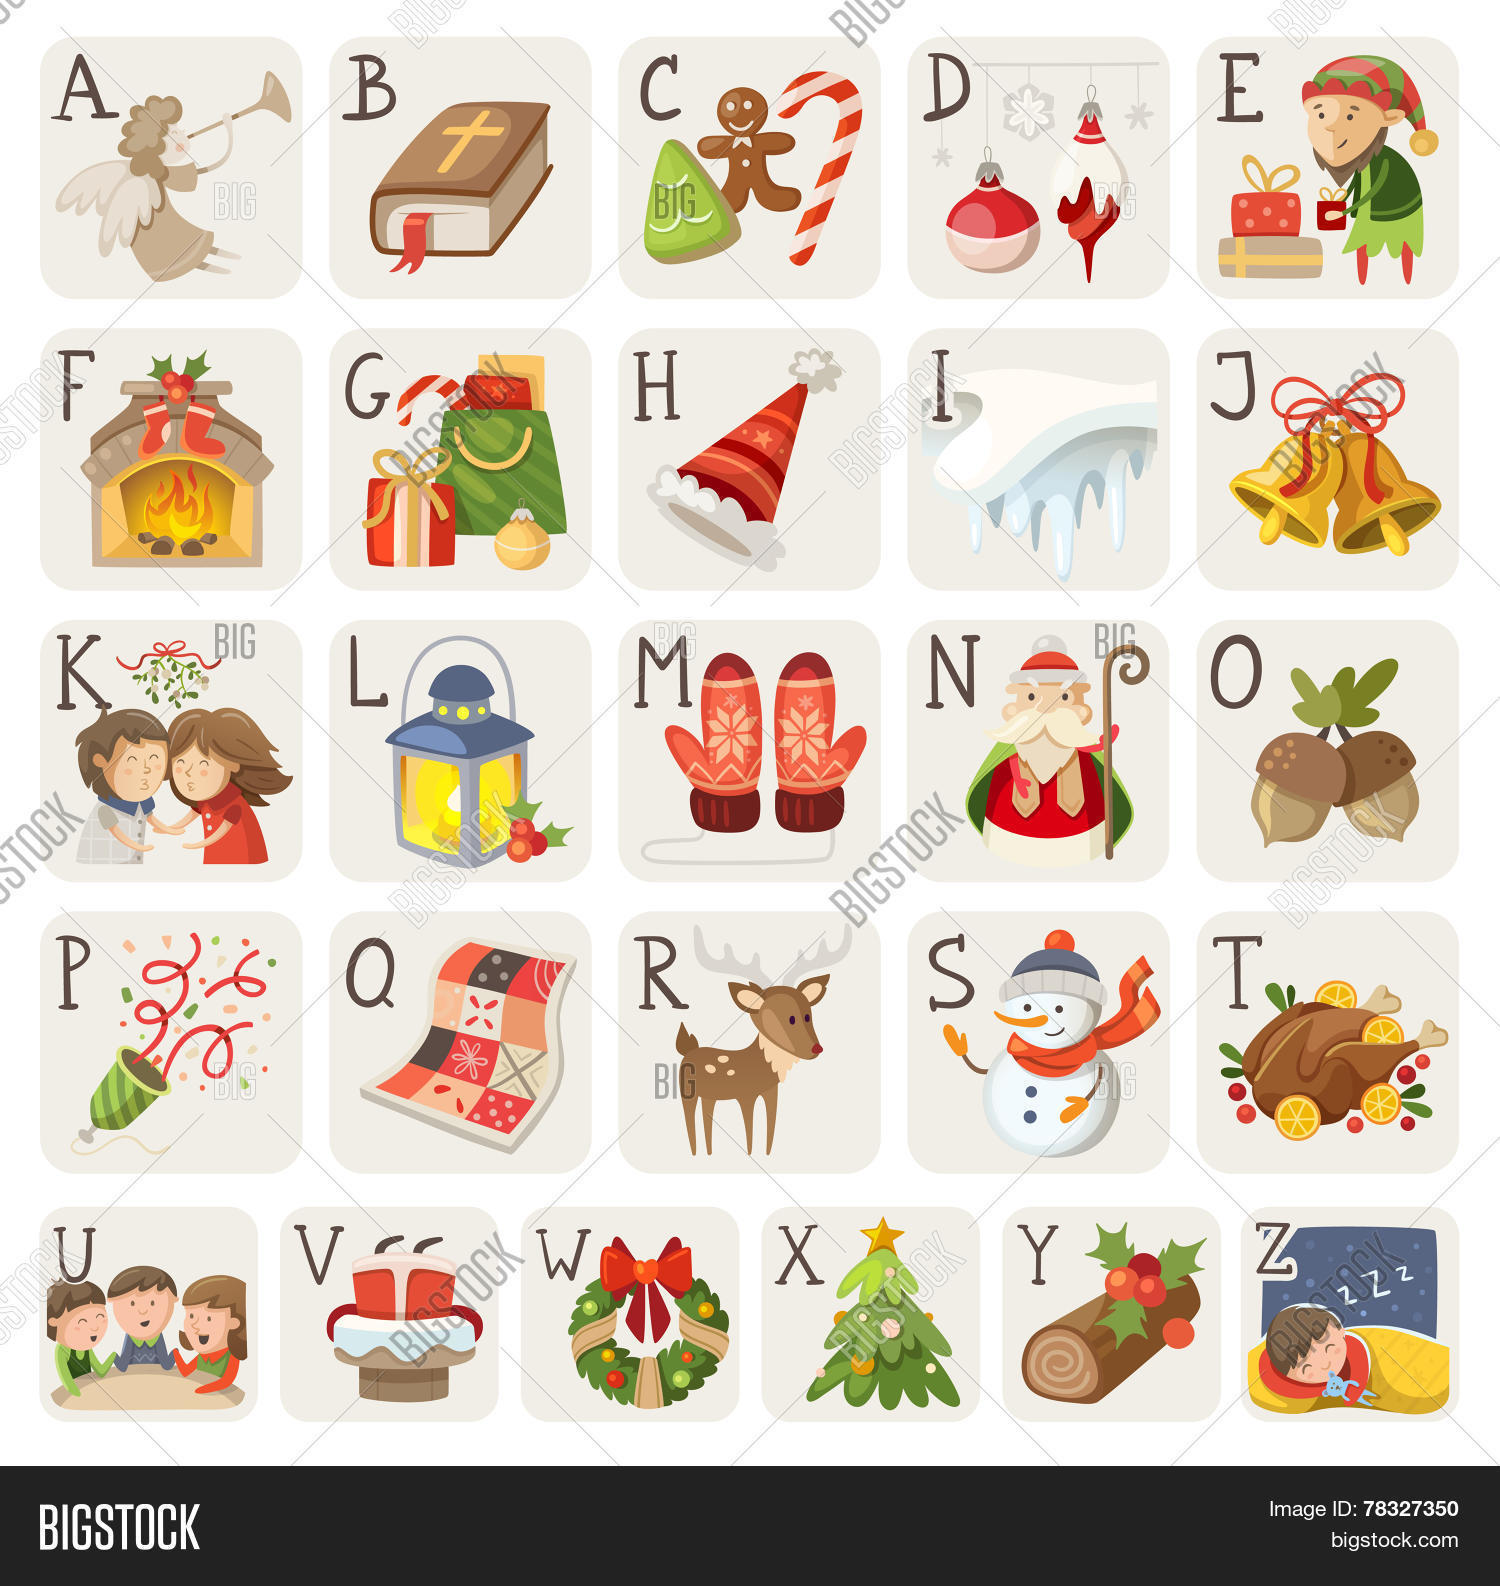 A B C D E
F G H I J
K L M N O
P Q R S T
U V W X Y Z
z z z
BIGSTOCK
Image ID: 78327350
bigstock.com